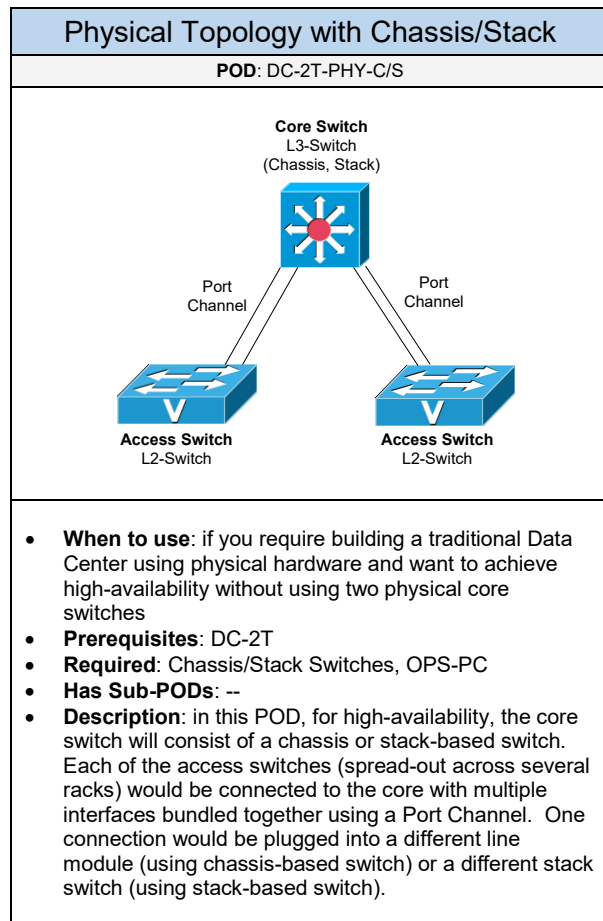 Physical Topology with Chassis/Stack
POD: DC-2T-PHY-C/S
Core Switch
L3-Switch
(Chassis, Stack)
Port
Channel
Port
Channel
V
V
Access Switch
L2-Switch
Access Switch
L2-Switch
• When to use: if you require building a traditional Data
Center using physical hardware and want to achieve
high-availability without using two physical core
switches
• Prerequisites: DC-2T
• Required: Chassis/Stack Switches, OPS-PC
• Has Sub-PODs: --
• Description: in this POD, for high-availability, the core
switch will consist of a chassis or stack-based switch.
Each of the access switches (spread-out across several
racks) would be connected to the core with multiple
interfaces bundled together using a Port Channel.  One
connection would be plugged into a different line
module (using chassis-based switch) or a different stack
switch (using stack-based switch).